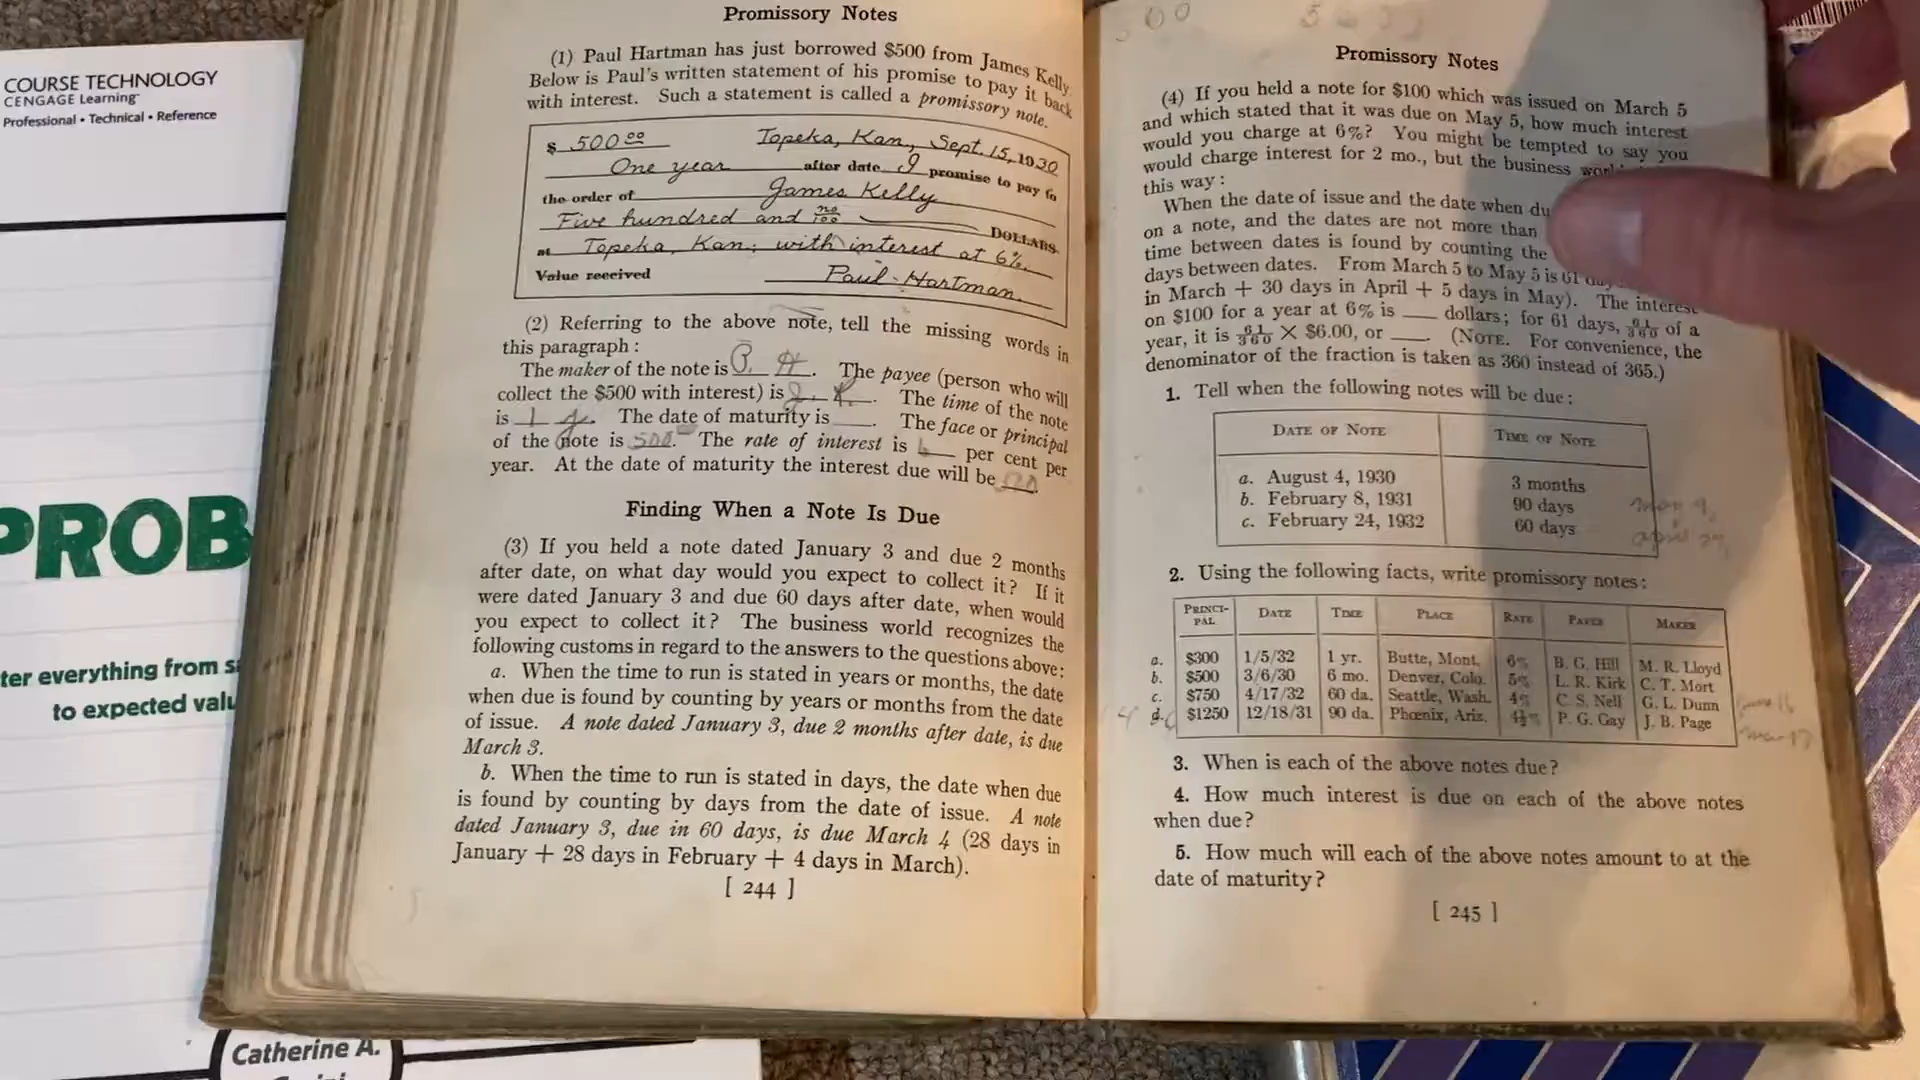 COURSE TECHNOLOGY
CENGAGE Learning
Professional • Technical • Reference
PROB
ter everything from s
to expected valu
Catherine A.
Promissory Notes
(1) Paul Hartman has just borrowed $500 from James Kelly.
Below is Paul's written statement of his promise to pay it back
with interest. Such a statement is called a promissory note.
$ 500 00 Topeka, Kan., Sept. 15, 1930
One year after date I promise to pay to
the order of James Kelly
Five hundred and no/100 DOLLARS
at Topeka, Kan., with interest at 6%.
Value received Paul Hartman.
(2) Referring to the above note, tell the missing words in
this paragraph:
The maker of the note is P. H. The payee (person who will
collect the $500 with interest) is J. K. The time of the note
is 1 y. The date of maturity is ___. The face or principal
of the note is 500. The rate of interest is 6 per cent per
year. At the date of maturity the interest due will be ___.
Finding When a Note Is Due
(3) If you held a note dated January 3 and due 2 months
after date, on what day would you expect to collect it? If it
were dated January 3 and due 60 days after date, when would
you expect to collect it? The business world recognizes the
following customs in regard to the answers to the questions above:
a. When the time to run is stated in years or months, the date
when due is found by counting by years or months from the date
of issue. A note dated January 3, due 2 months after date, is due
March 3.
b. When the time to run is stated in days, the date when due
is found by counting by days from the date of issue. A note
dated January 3, due in 60 days, is due March 4 (28 days in
January + 28 days in February + 4 days in March).
[ 244 ]
Promissory Notes
(4) If you held a note for $100 which was issued on March 5
and which stated that it was due on May 5, how much interest
would you charge at 6%? You might be tempted to say you
would charge interest for 2 mo., but the business
this way:
When the date of issue and the date when du
on a note, and the dates are not more than
time between dates is found by counting the
days between dates. From March 5 to May 5 is 61
in March + 30 days in April + 5 days in May). The interest
on $100 for a year at 6% is ___ dollars; for 61 days, 61/360 of a
year, it is 61/360 × $6.00, or ___. (NOTE. For convenience, the
denominator of the fraction is taken as 360 instead of 365.)
1. Tell when the following notes will be due:
DATE OF NOTE TIME OF NOTE
a. August 4, 1930 3 months
b. February 8, 1931 90 days
c. February 24, 1932 60 days
2. Using the following facts, write promissory notes:
PRINCI-PAL DATE TIME PLACE RATE PAYEE MAKER
a. $300 1/5/32 1 yr. Butte, Mont. 6% B. G. Hill M. R. Lloyd
b. $500 3/6/30 6 mo. Denver, Colo. 5% L. R. Kirk C. T. Mort
c. $750 4/17/32 60 da. Seattle, Wash. 4% C. S. Nell G. L. Dunn
d. $1250 12/18/31 90 da. Phœnix, Ariz. 4½% P. G. Gay J. B. Page
3. When is each of the above notes due?
4. How much interest is due on each of the above notes
when due?
5. How much will each of the above notes amount to at the
date of maturity?
[ 245 ]